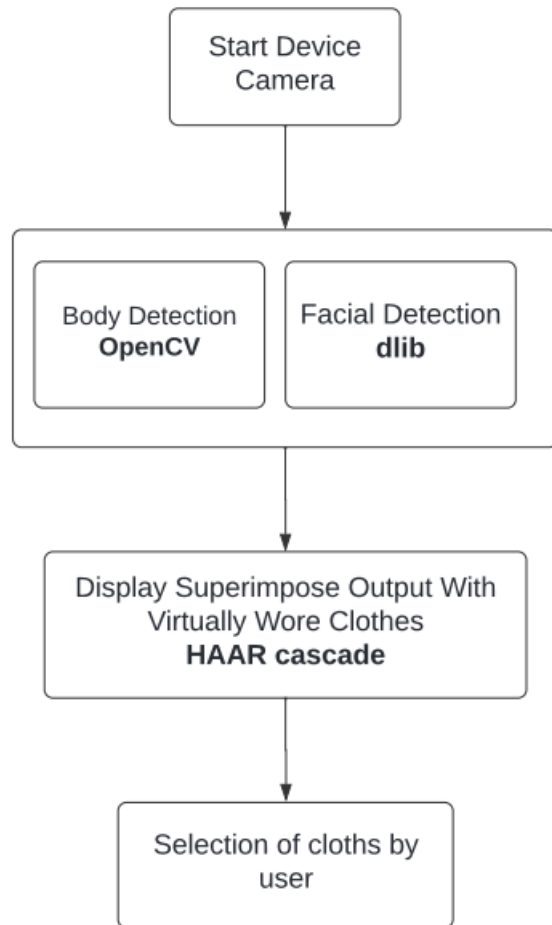 Start Device
Camera
Body Detection
OpenCV
Facial Detection
dlib
Display Superimpose Output With
Virtually Wore Clothes
HAAR cascade
Selection of cloths by
user